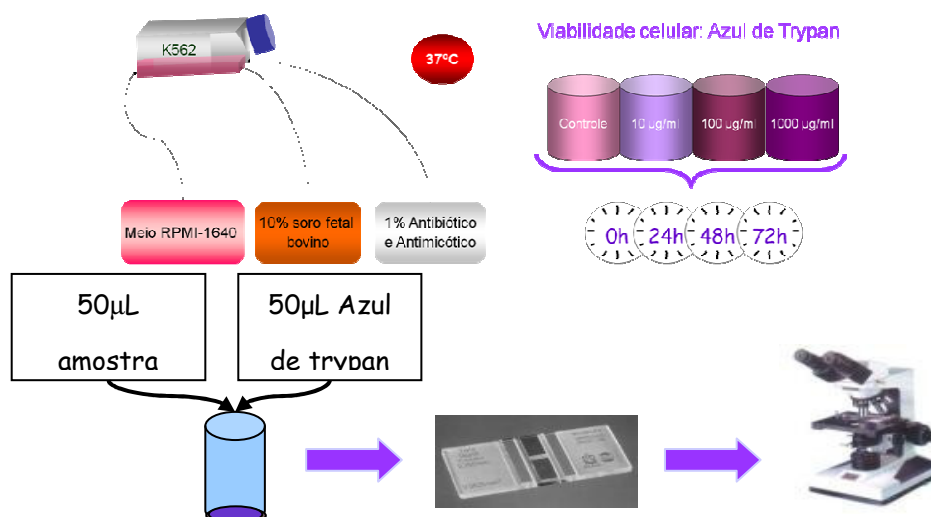 K562
37ºC
Viabilidade celular: Azul de Trypan
Controle
10 µg/ml
100 µg/ml
1000 µg/ml
0h
24h
48h
72h
Meio RPMI-1640
10% soro fetal
bovino
1% Antibiótico
e Antimicótico
50µL
amostra
50µL Azul
de trypan